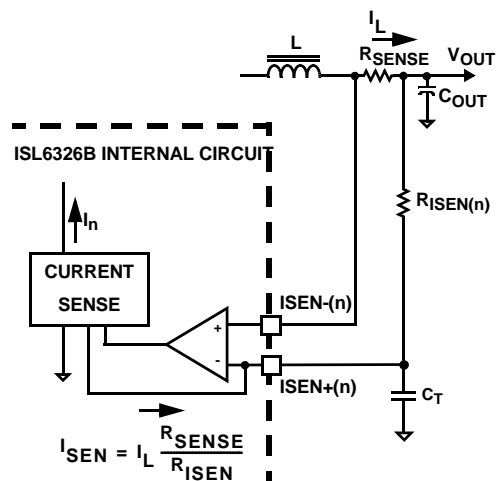 I_L
L
R_SENSE
V_OUT
C_OUT
ISL6326B INTERNAL CIRCUIT
R_ISEN(n)
I_n
CURRENT
SENSE
ISEN-(n)
+
-
ISEN+(n)
C_T
I_SEN = I_L R_SENSE / R_ISEN